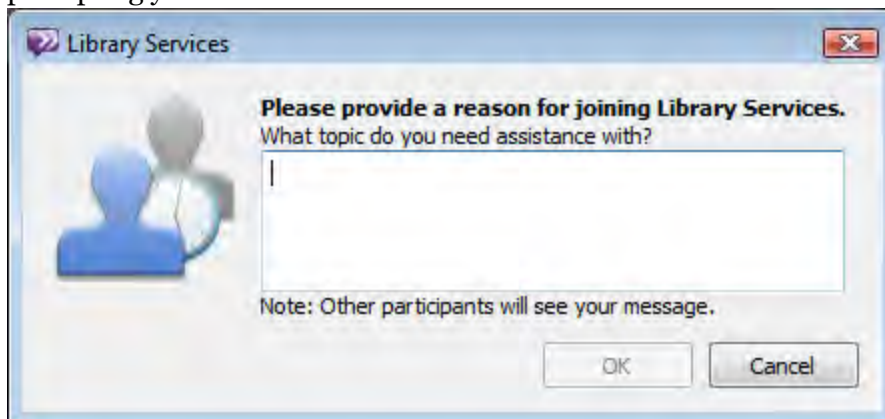 Library Services
Please provide a reason for joining Library Services.
What topic do you need assistance with?
Note: Other participants will see your message.
OK
Cancel